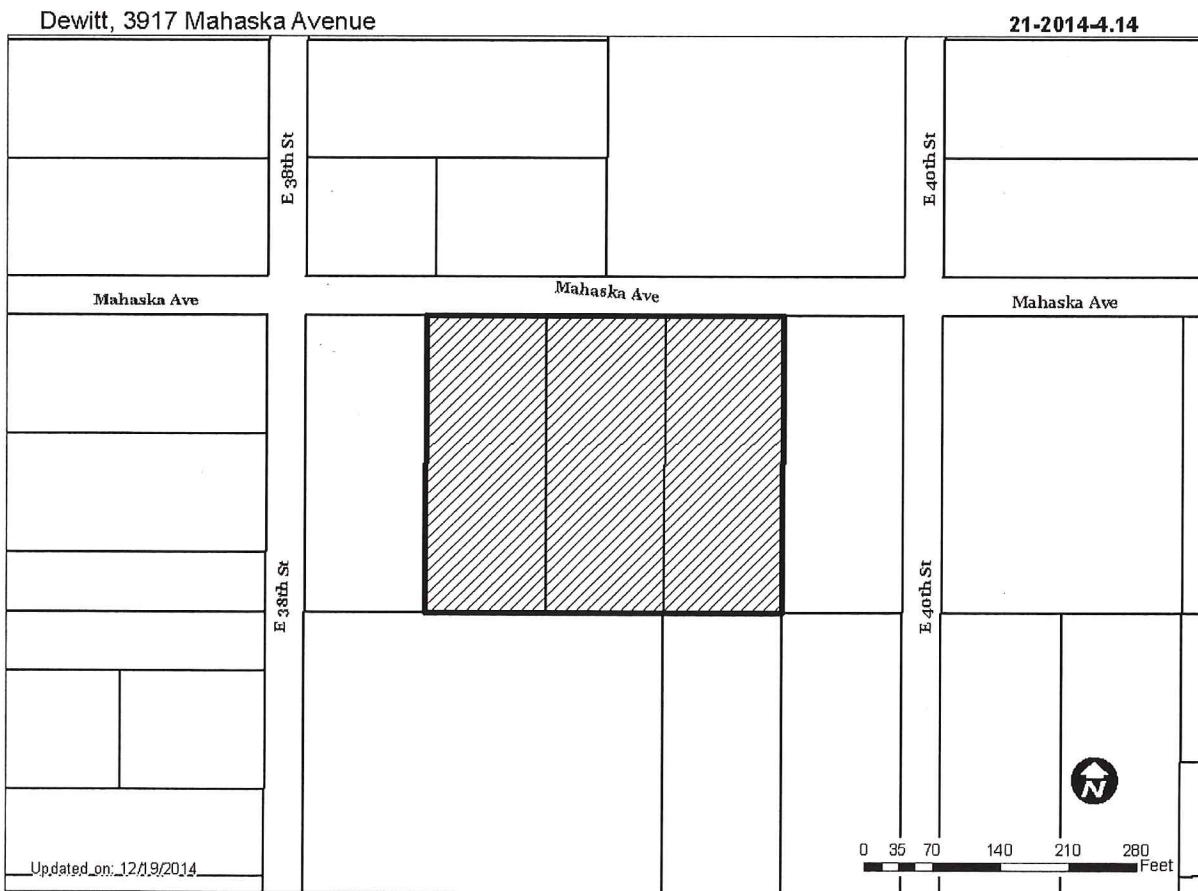 Dewitt, 3917 Mahaska Avenue
21-2014-4.14
E 38th St
E 40th St
Mahaska Ave
Mahaska Ave
Mahaska Ave
E 38th St
E 40th St
N
0 35 70 140 210 280
Feet
Updated on: 12/19/2014